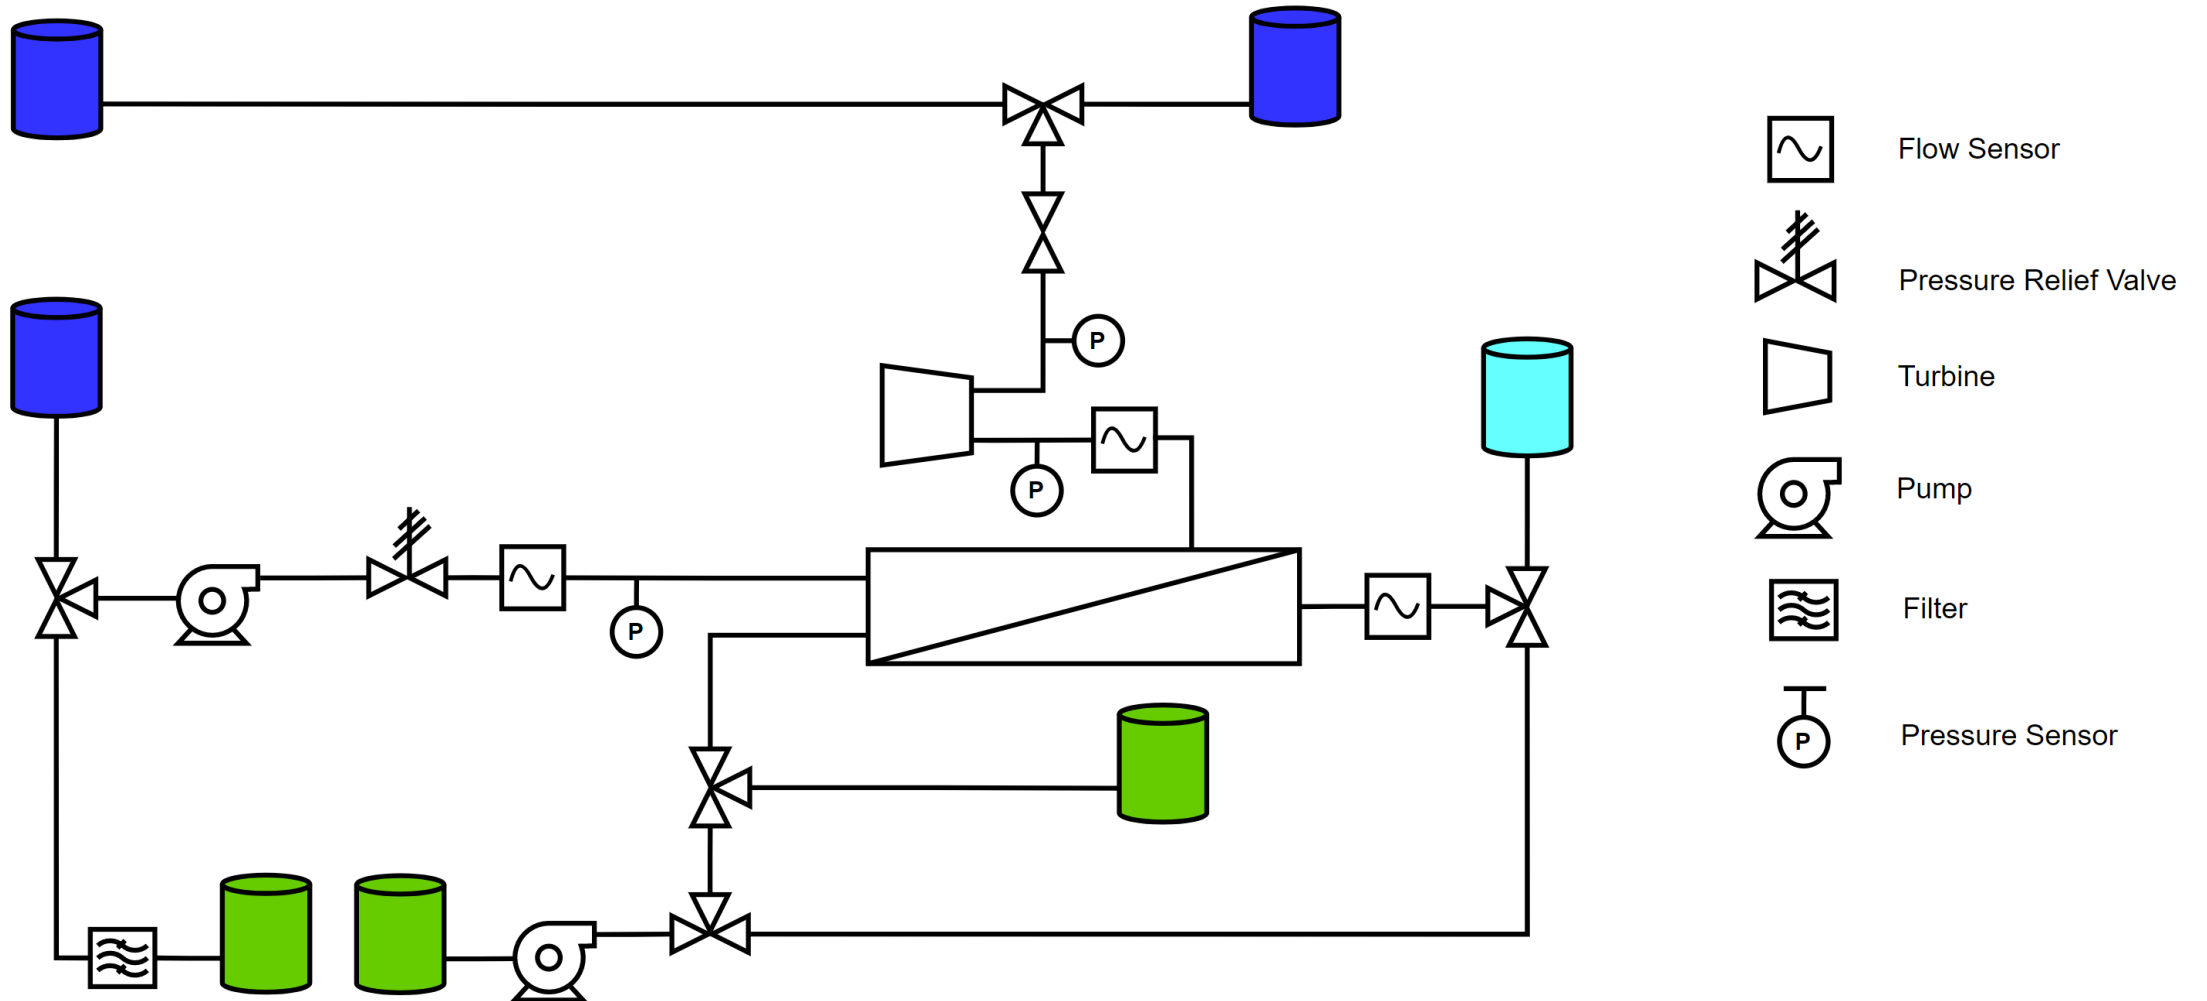 P
P
P
Flow Sensor
Pressure Relief Valve
Turbine
Pump
Filter
P
Pressure Sensor